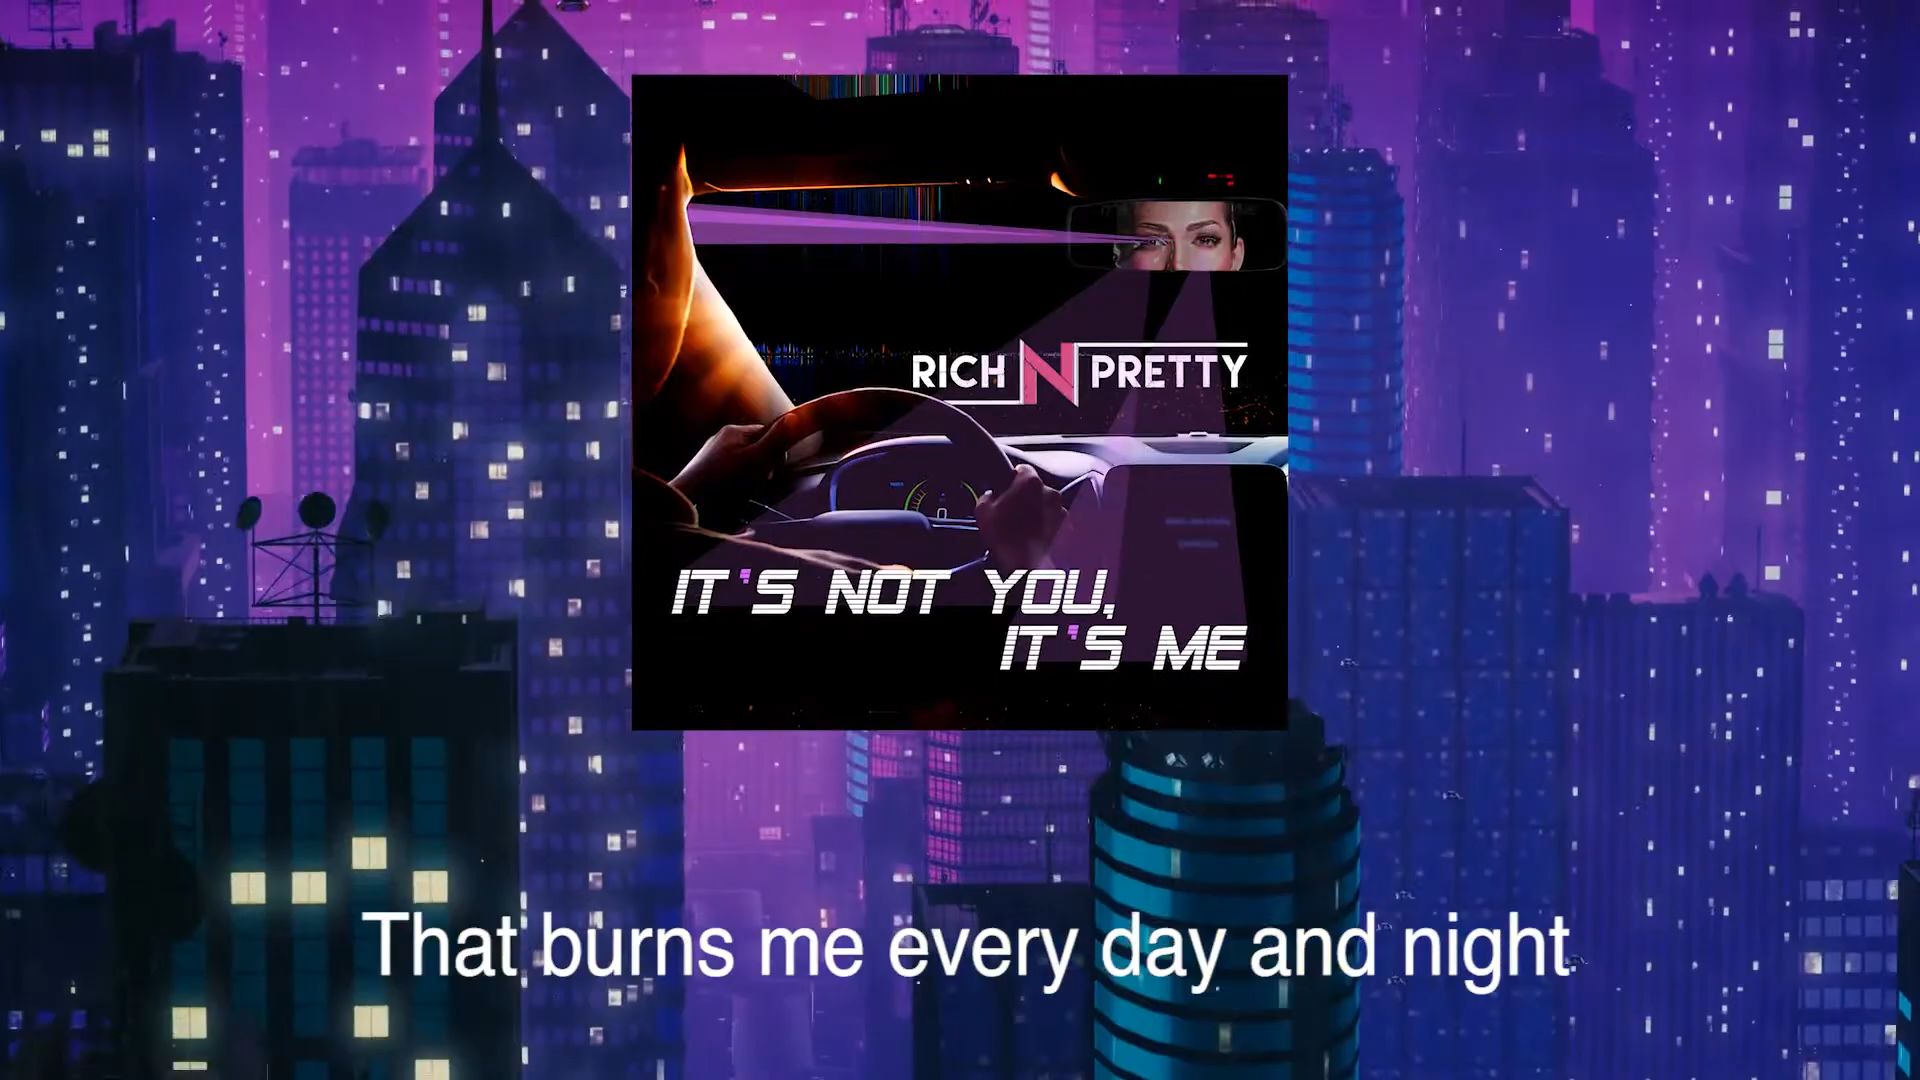 RICH N PRETTY
IT'S NOT YOU,
IT'S ME
That burns me every day and night